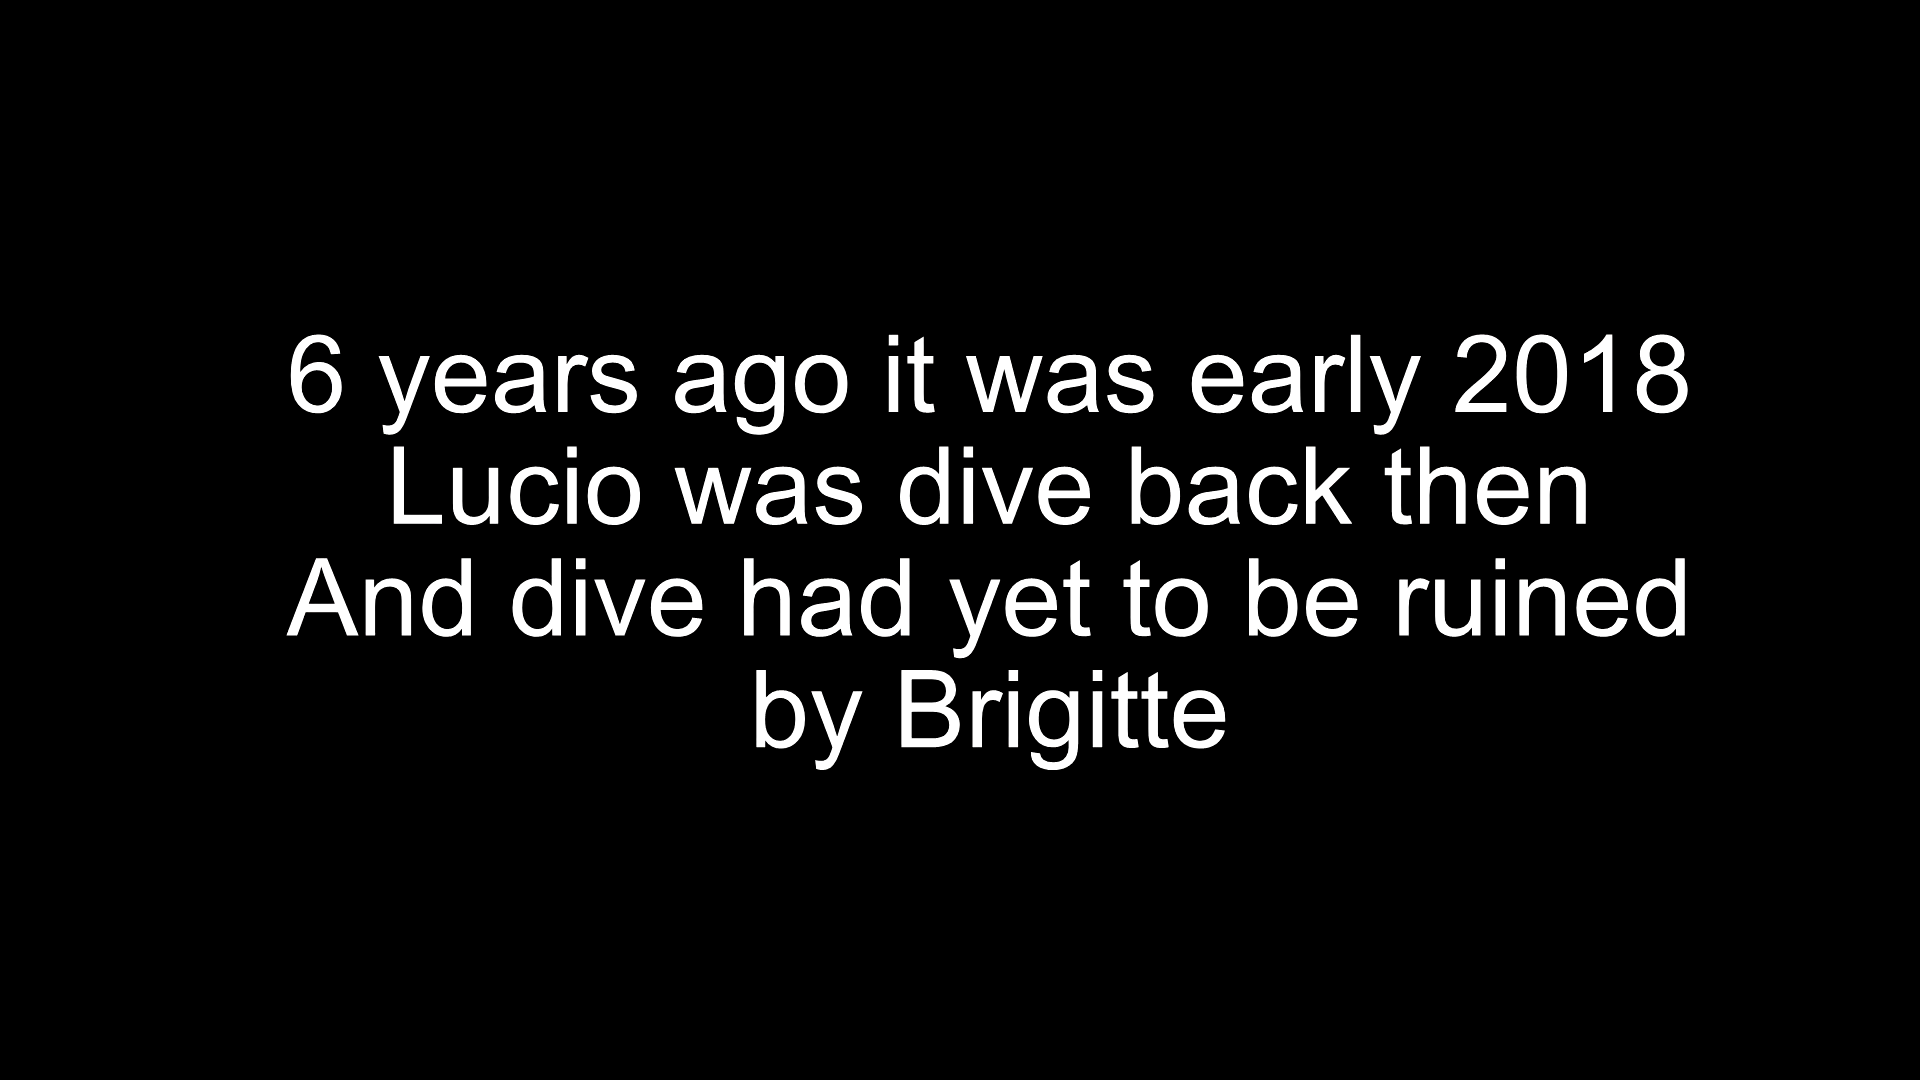 6 years ago it was early 2018
Lucio was dive back then
And dive had yet to be ruined
by Brigitte